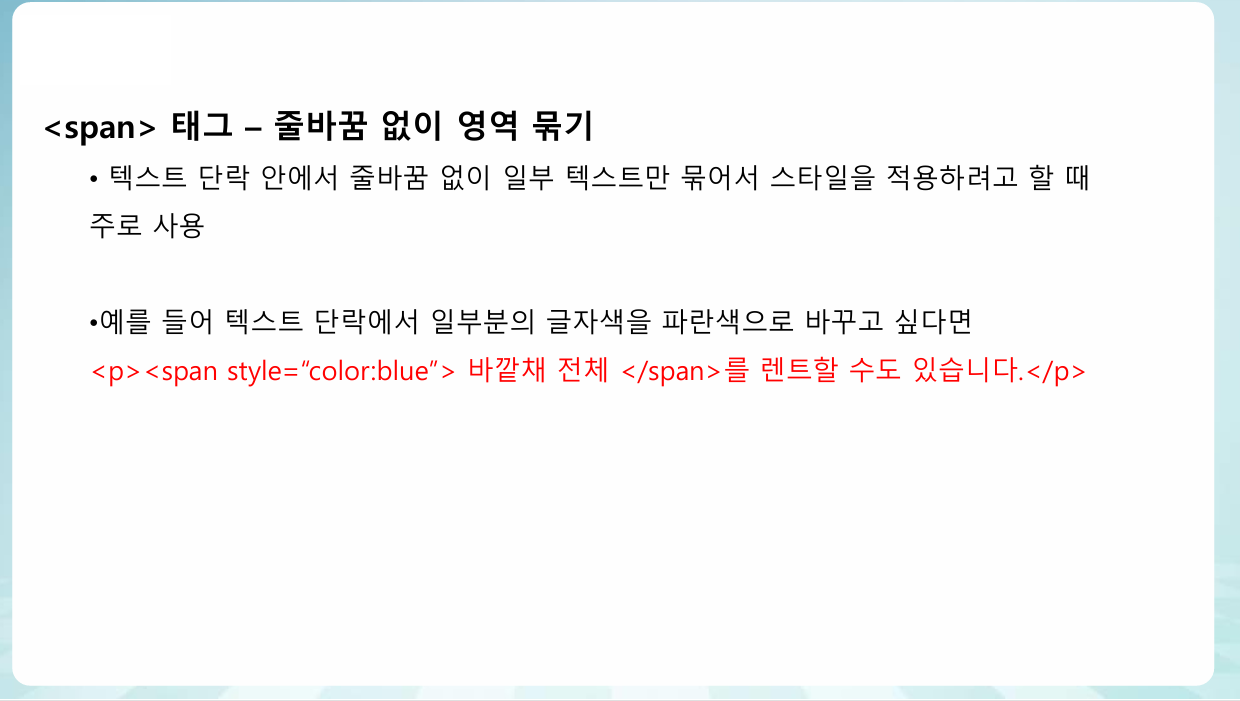 <span> 태그 – 줄바꿈 없이 영역 묶기
• 텍스트 단락 안에서 줄바꿈 없이 일부 텍스트만 묶어서 스타일을 적용하려고 할 때
주로 사용
•예를 들어 텍스트 단락에서 일부분의 글자색을 파란색으로 바꾸고 싶다면
<p><span style=“color:blue”> 바깥채 전체 </span>를 렌트할 수도 있습니다.</p>